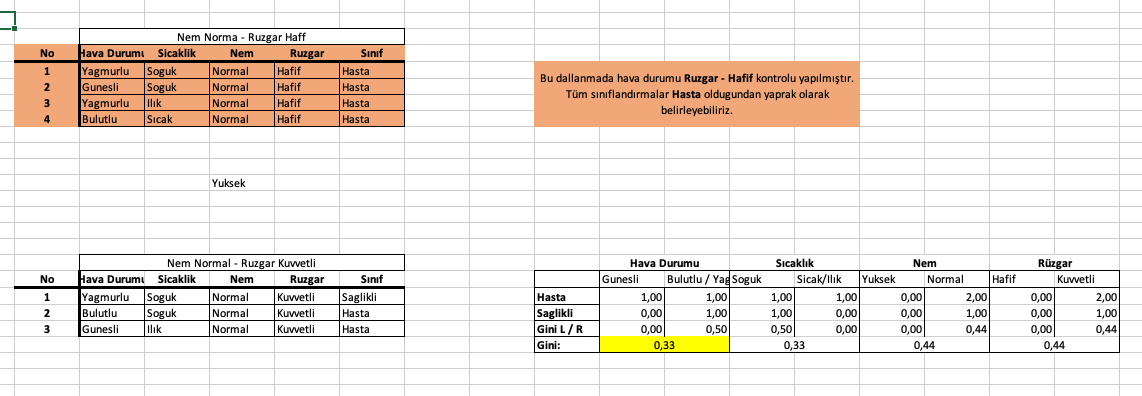 Nem Norma - Ruzgar Haff
No Hava Durumu Sicaklik Nem Ruzgar Sınıf
1 Yagmurlu Soguk Normal Hafif Hasta
2 Gunesli Soguk Normal Hafif Hasta
3 Yagmurlu Ilık Normal Hafif Hasta
4 Bulutlu Sıcak Normal Hafif Hasta
Bu dallanmada hava durumu Ruzgar - Hafif kontrolu yapılmıştır.
Tüm sınıflandırmalar Hasta oldugundan yaprak olarak
belirleyebiliriz.
Yuksek
Nem Normal - Ruzgar Kuvvetli
No Hava Durumu Sicaklik Nem Ruzgar Sınıf
1 Yagmurlu Soguk Normal Kuvvetli Saglikli
2 Bulutlu Soguk Normal Kuvvetli Hasta
3 Gunesli Ilık Normal Kuvvetli Hasta
Hava Durumu Sıcaklık Nem Rüzgar
Gunesli Bulutlu / Yag Soguk Sicak/Ilık Yuksek Normal Hafif Kuvvetli
Hasta 1,00 1,00 1,00 1,00 0,00 2,00 0,00 2,00
Saglikli 0,00 1,00 1,00 0,00 0,00 1,00 0,00 1,00
Gini L / R 0,00 0,50 0,50 0,00 0,00 0,44 0,00 0,44
Gini: 0,33 0,33 0,44 0,44